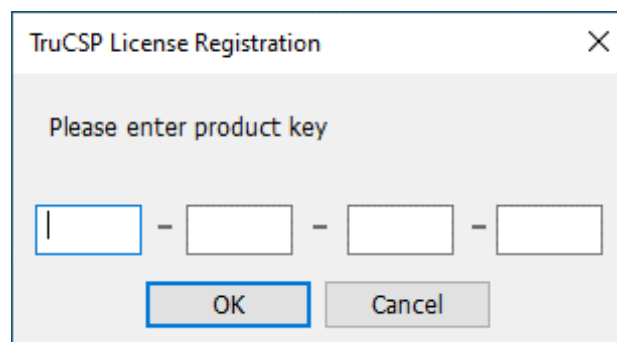 TruCSP License Registration
Please enter product key
– – –
OK Cancel